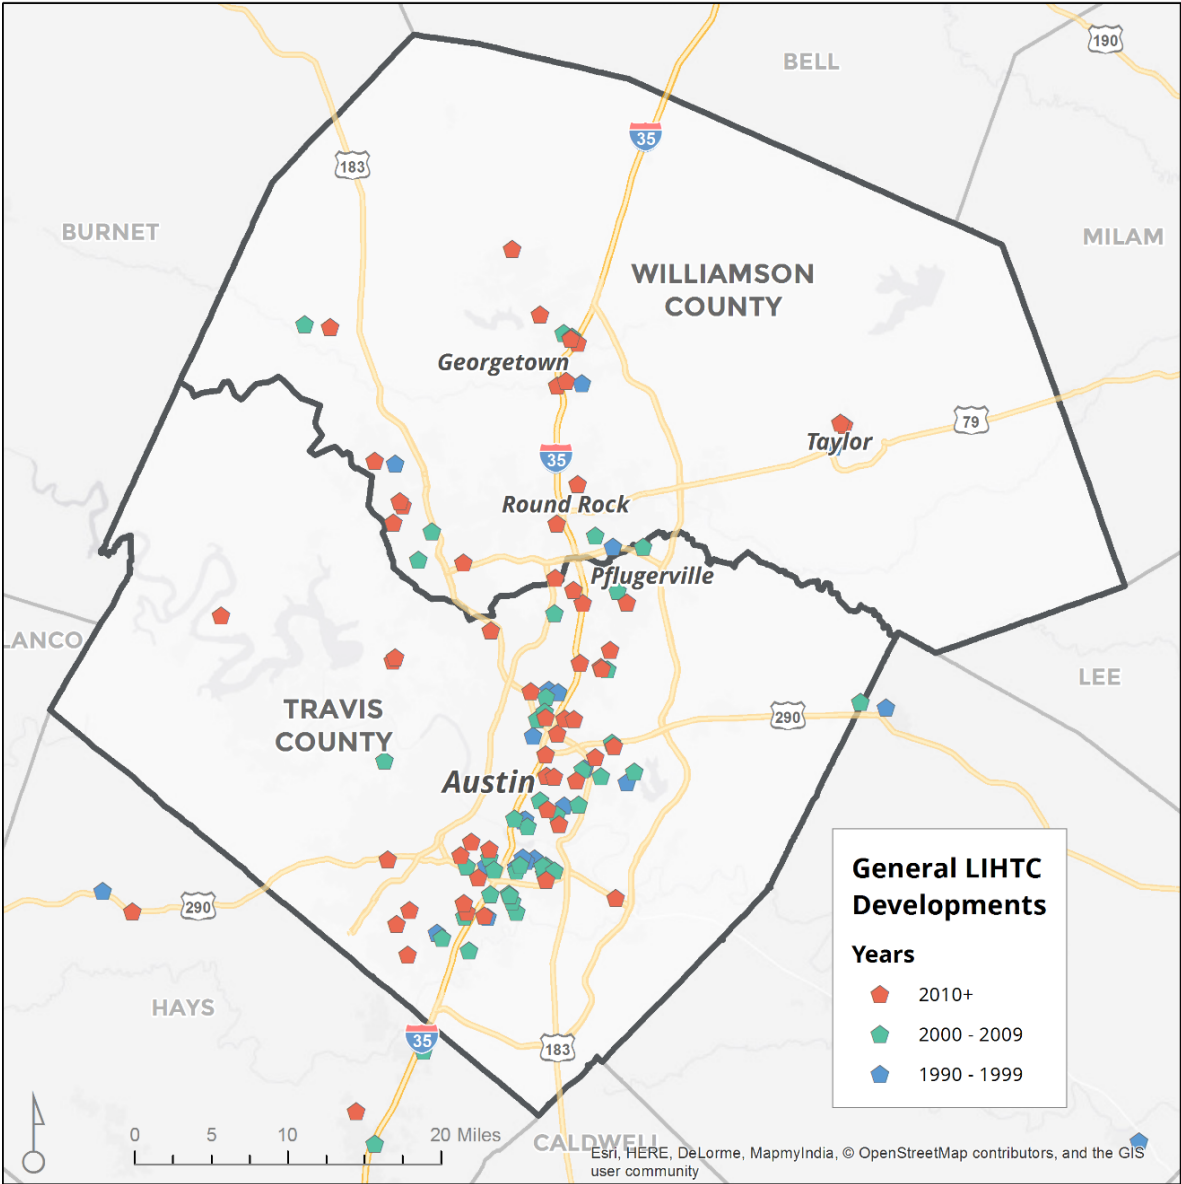 190
BELL
35
183
BURNET
MILAM
WILLIAMSON
COUNTY
Georgetown
79
Taylor
35
Round Rock
Pflugerville
LANCO
LEE
TRAVIS
COUNTY
290
Austin
290
General LIHTC
Developments
Years
2010+
2000 - 2009
1990 - 1999
HAYS
35
183
0 5 10 20 Miles
CALDWELL
Esri, HERE, DeLorme, MapmyIndia, © OpenStreetMap contributors, and the GIS
user community